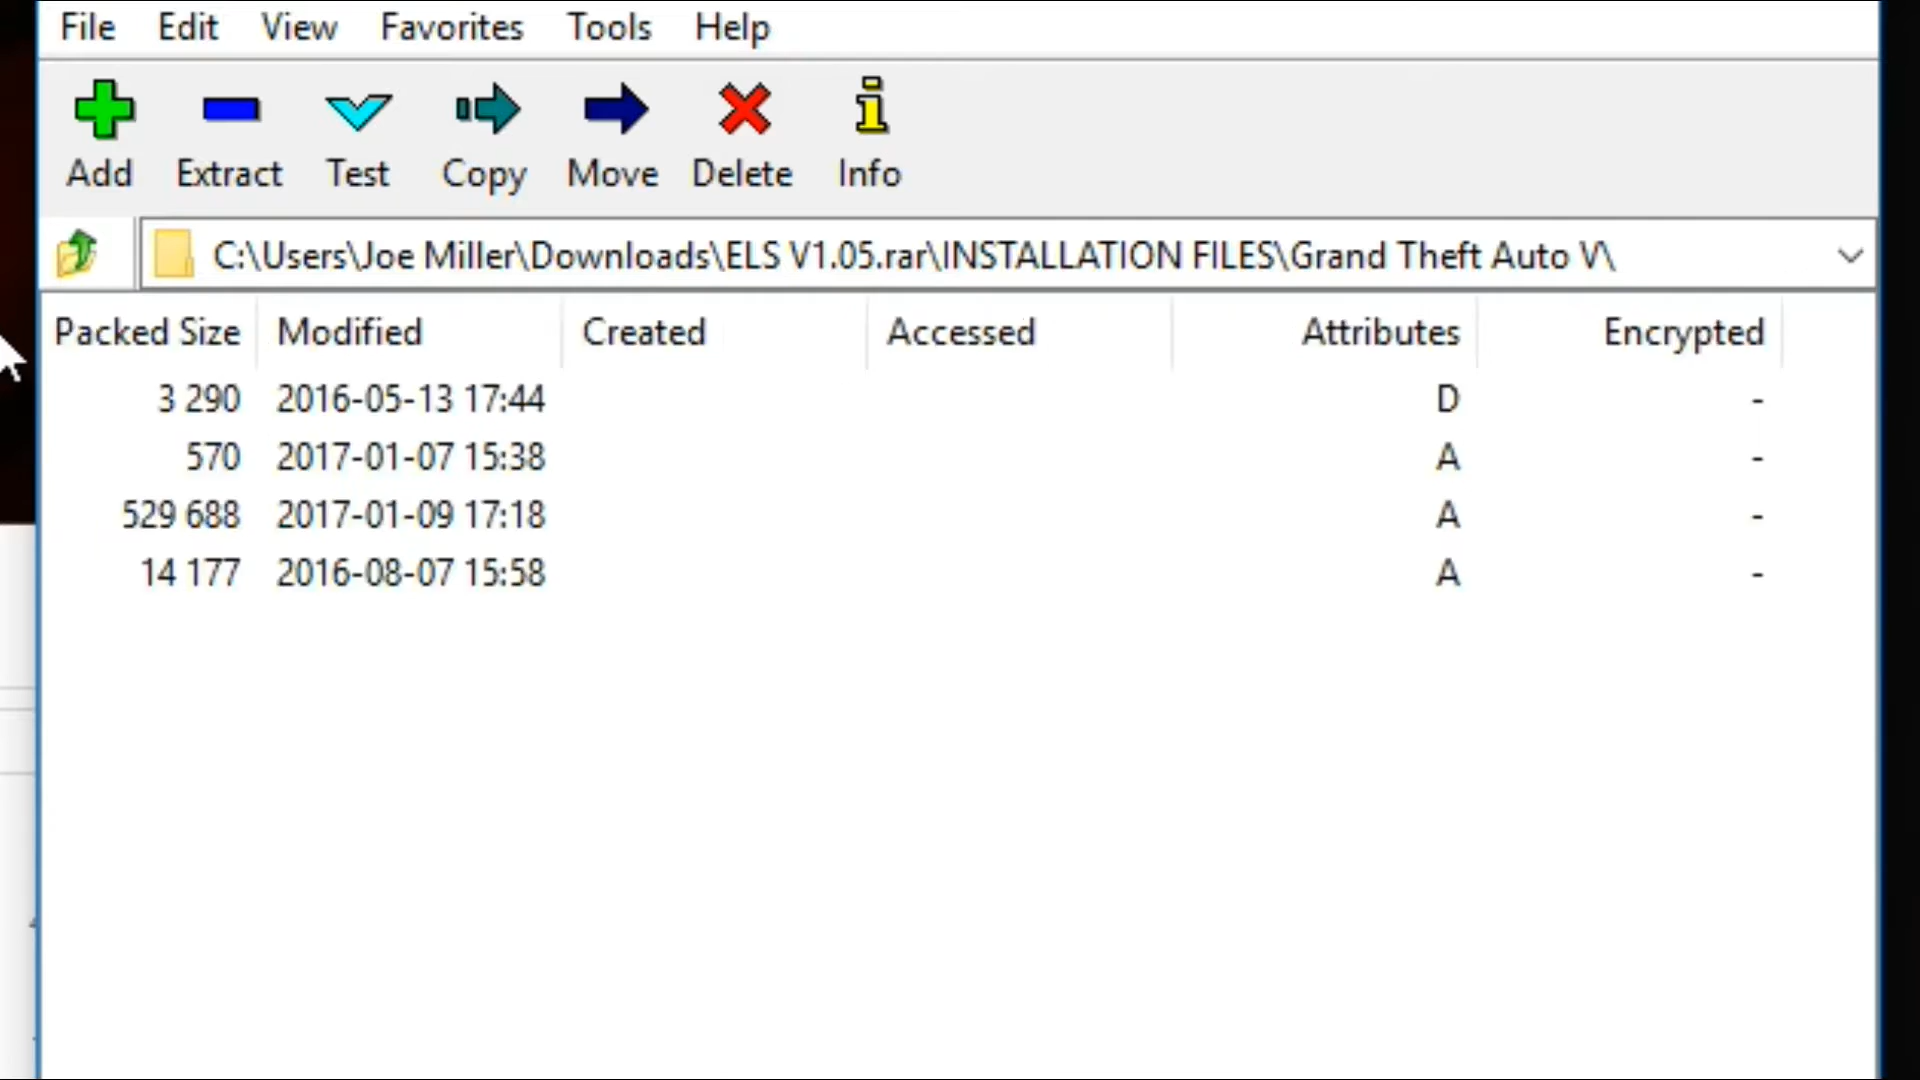 File Edit View Favorites Tools Help
Add Extract Test Copy Move Delete Info
C:\Users\Joe Miller\Downloads\ELS V1.05.rar\INSTALLATION FILES\Grand Theft Auto V\
Packed Size Modified Created Accessed Attributes Encrypted
3 290 2016-05-13 17:44 D -
570 2017-01-07 15:38 A -
529 688 2017-01-09 17:18 A -
14 177 2016-08-07 15:58 A -